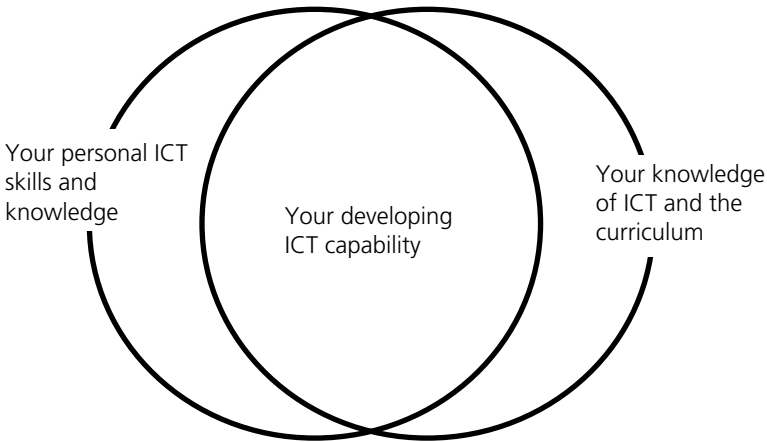 Your personal ICT
skills and
knowledge
Your developing
ICT capability
Your knowledge
of ICT and the
curriculum